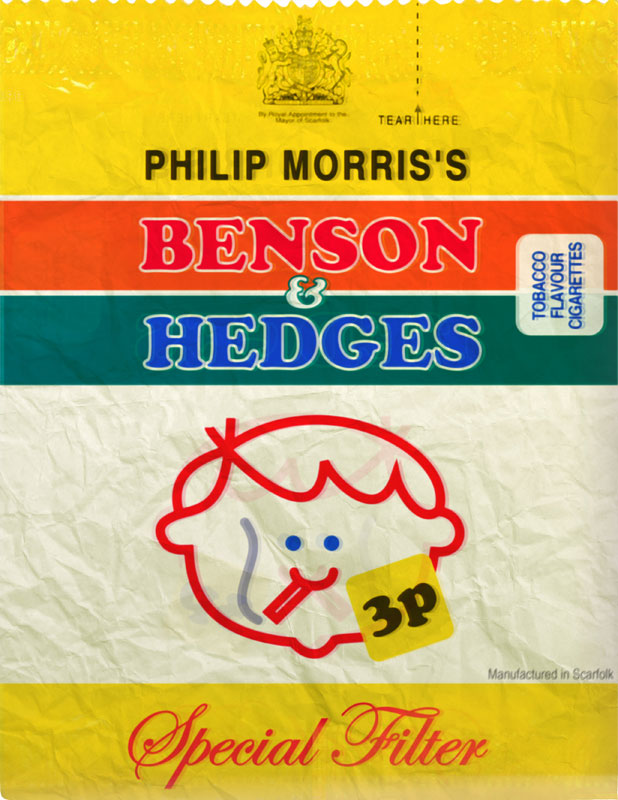 By Royal Appointment to the
Mayor of Scarfolk
TEAR HERE
PHILIP MORRIS'S
BENSON
&
HEDGES
TOBACCO
FLAVOUR
CIGARETTES
3p
Manufactured in Scarfolk
Special Filter